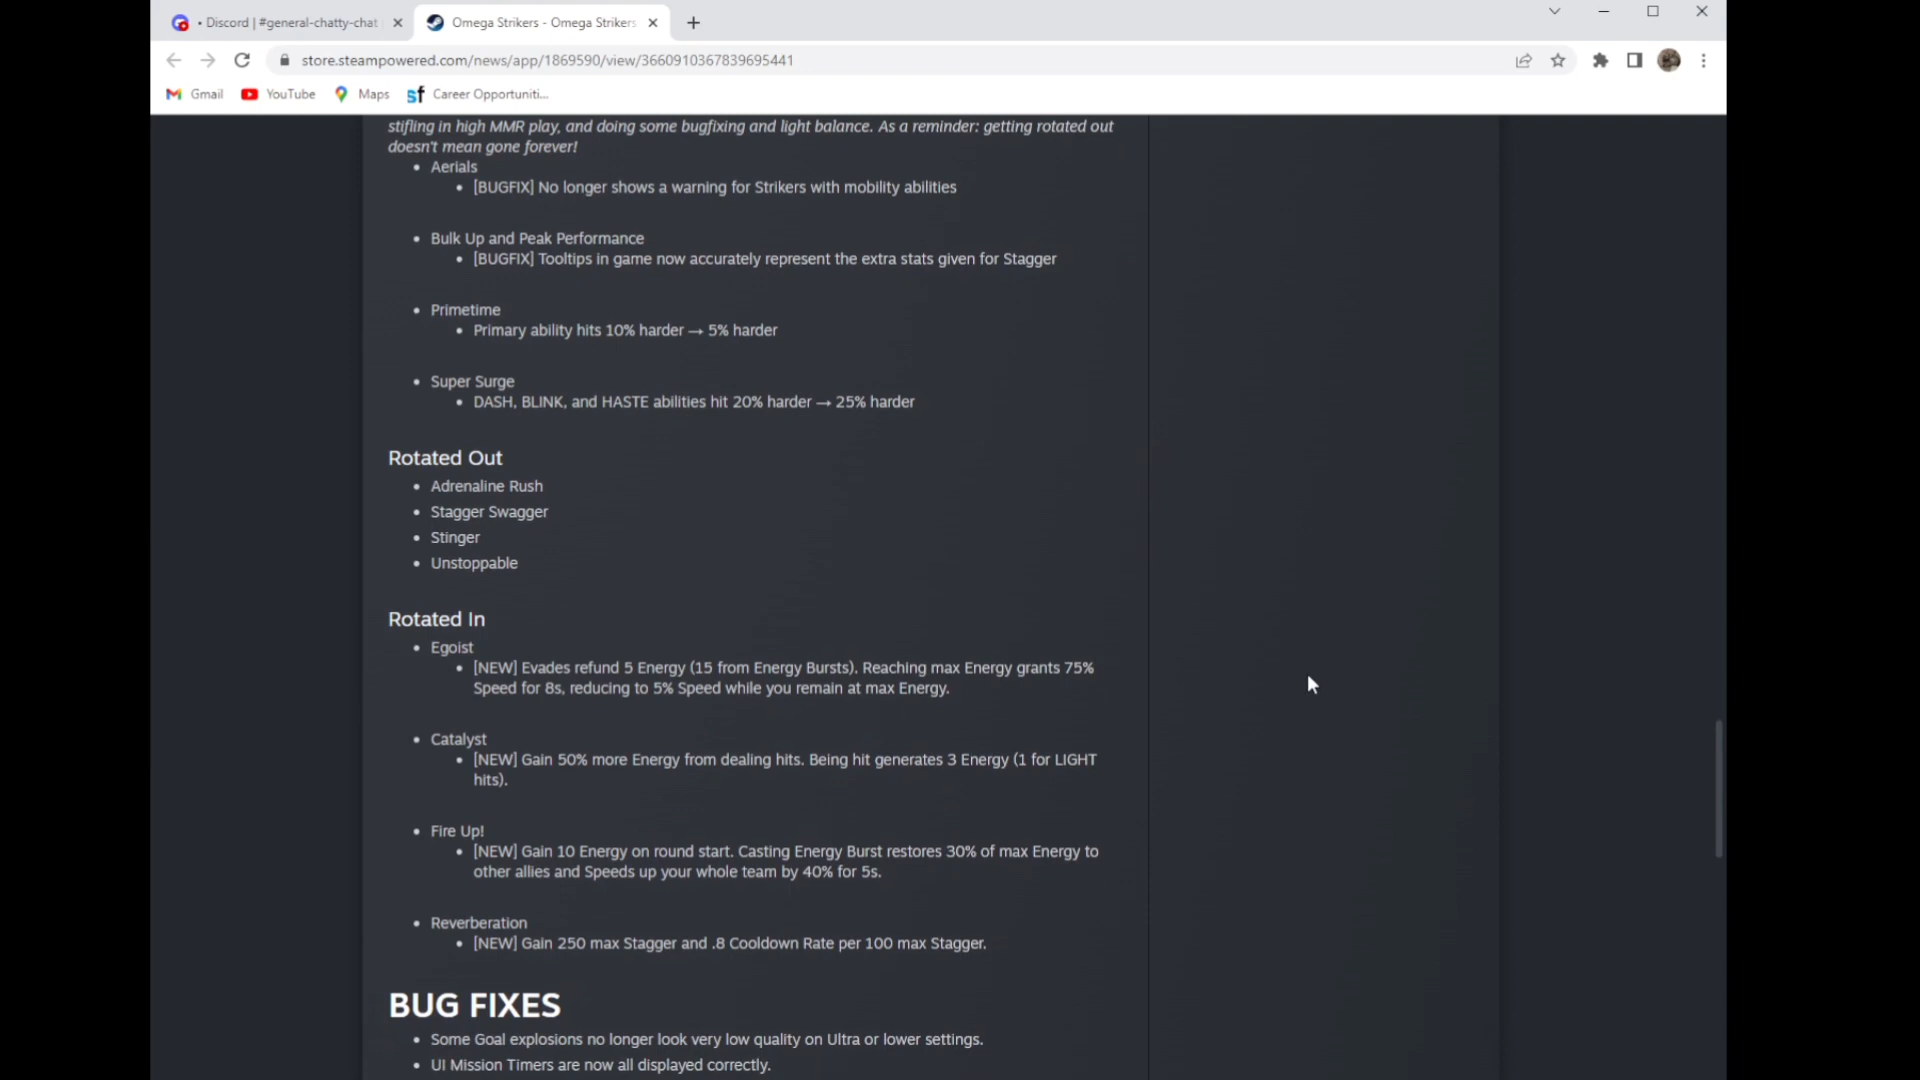 • Discord | #general-chatty-chat
Omega Strikers - Omega Strikers
store.steampowered.com/news/app/1869590/view/3660910367839695441
Gmail
YouTube
Maps
sf
Career Opportuniti...
stifling in high MMR play, and doing some bugfixing and light balance. As a reminder: getting rotated out
doesn't mean gone forever!
• Aerials
• [BUGFIX] No longer shows a warning for Strikers with mobility abilities
• Bulk Up and Peak Performance
• [BUGFIX] Tooltips in game now accurately represent the extra stats given for Stagger
• Primetime
• Primary ability hits 10% harder → 5% harder
• Super Surge
• DASH, BLINK, and HASTE abilities hit 20% harder → 25% harder
Rotated Out
• Adrenaline Rush
• Stagger Swagger
• Stinger
• Unstoppable
Rotated In
• Egoist
• [NEW] Evades refund 5 Energy (15 from Energy Bursts). Reaching max Energy grants 75%
Speed for 8s, reducing to 5% Speed while you remain at max Energy.
• Catalyst
• [NEW] Gain 50% more Energy from dealing hits. Being hit generates 3 Energy (1 for LIGHT
hits).
• Fire Up!
• [NEW] Gain 10 Energy on round start. Casting Energy Burst restores 30% of max Energy to
other allies and Speeds up your whole team by 40% for 5s.
• Reverberation
• [NEW] Gain 250 max Stagger and .8 Cooldown Rate per 100 max Stagger.
BUG FIXES
• Some Goal explosions no longer look very low quality on Ultra or lower settings.
• UI Mission Timers are now all displayed correctly.